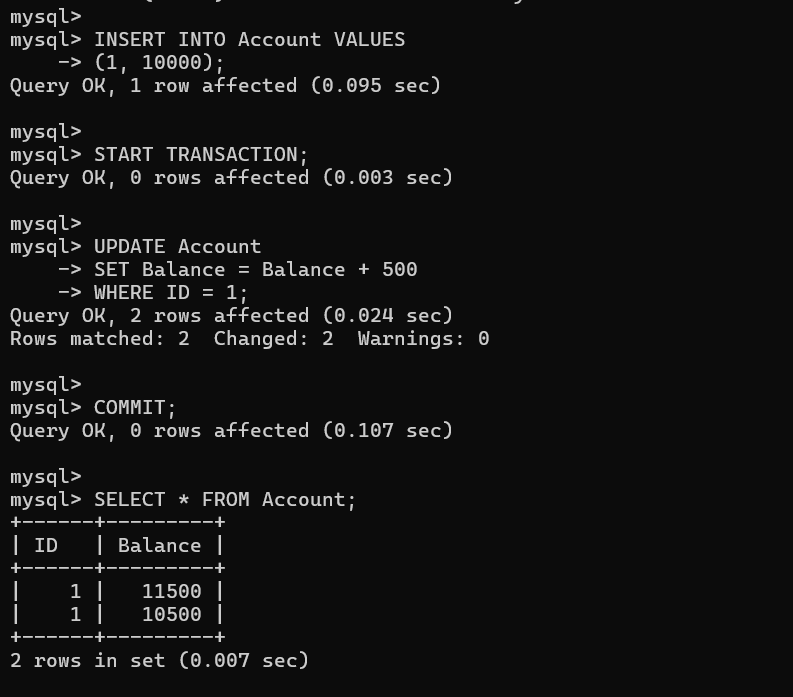 mysql>
mysql> INSERT INTO Account VALUES
    -> (1, 10000);
Query OK, 1 row affected (0.095 sec)

mysql>
mysql> START TRANSACTION;
Query OK, 0 rows affected (0.003 sec)

mysql>
mysql> UPDATE Account
    -> SET Balance = Balance + 500
    -> WHERE ID = 1;
Query OK, 2 rows affected (0.024 sec)
Rows matched: 2  Changed: 2  Warnings: 0

mysql>
mysql> COMMIT;
Query OK, 0 rows affected (0.107 sec)

mysql>
mysql> SELECT * FROM Account;
+------+---------+
| ID   | Balance |
+------+---------+
|    1 |   11500 |
|    1 |   10500 |
+------+---------+
2 rows in set (0.007 sec)